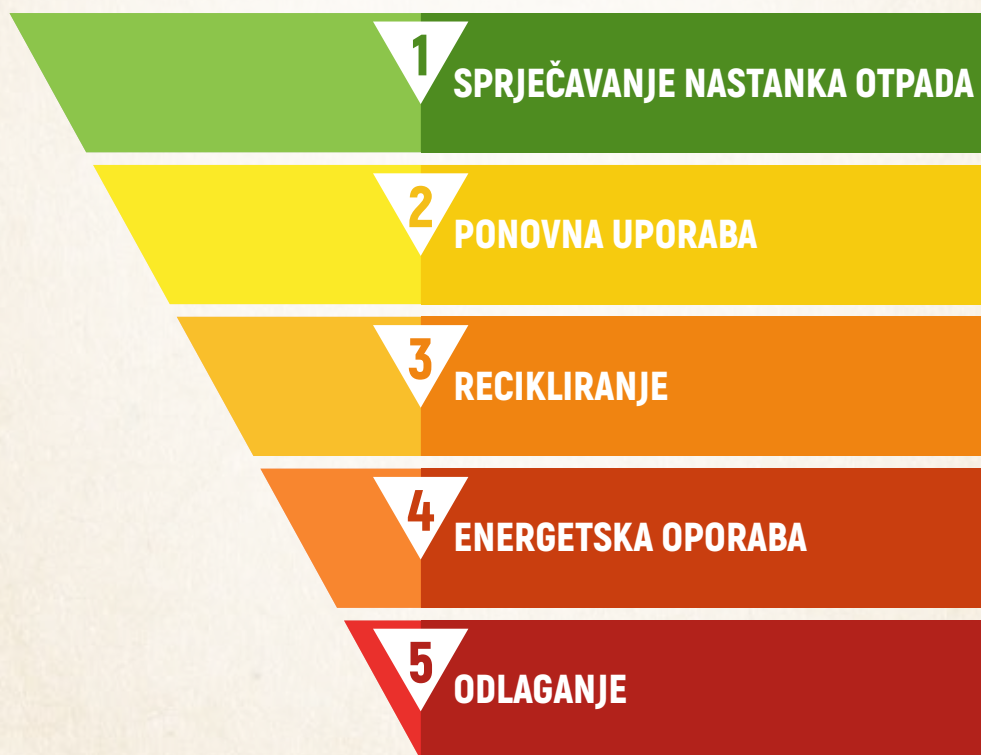 1
SPRJEČAVANJE NASTANKA OTPADA
2
PONOVNA UPORABA
3
RECIKLIRANJE
4
ENERGETSKA OPORABA
5
ODLAGANJE